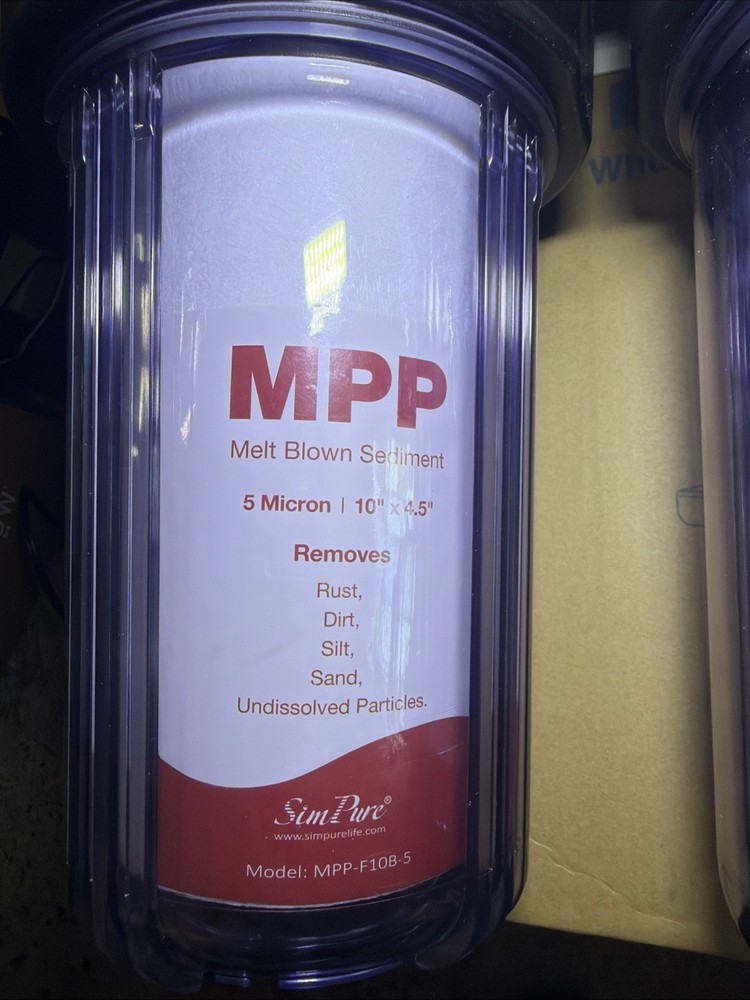 MPP
Melt Blown Sediment
5 Micron | 10" x 4.5"
Removes
Rust,
Dirt,
Silt,
Sand,
Undissolved Particles.
SimPure®
www.simpurelife.com
Model: MPP-F10B-5